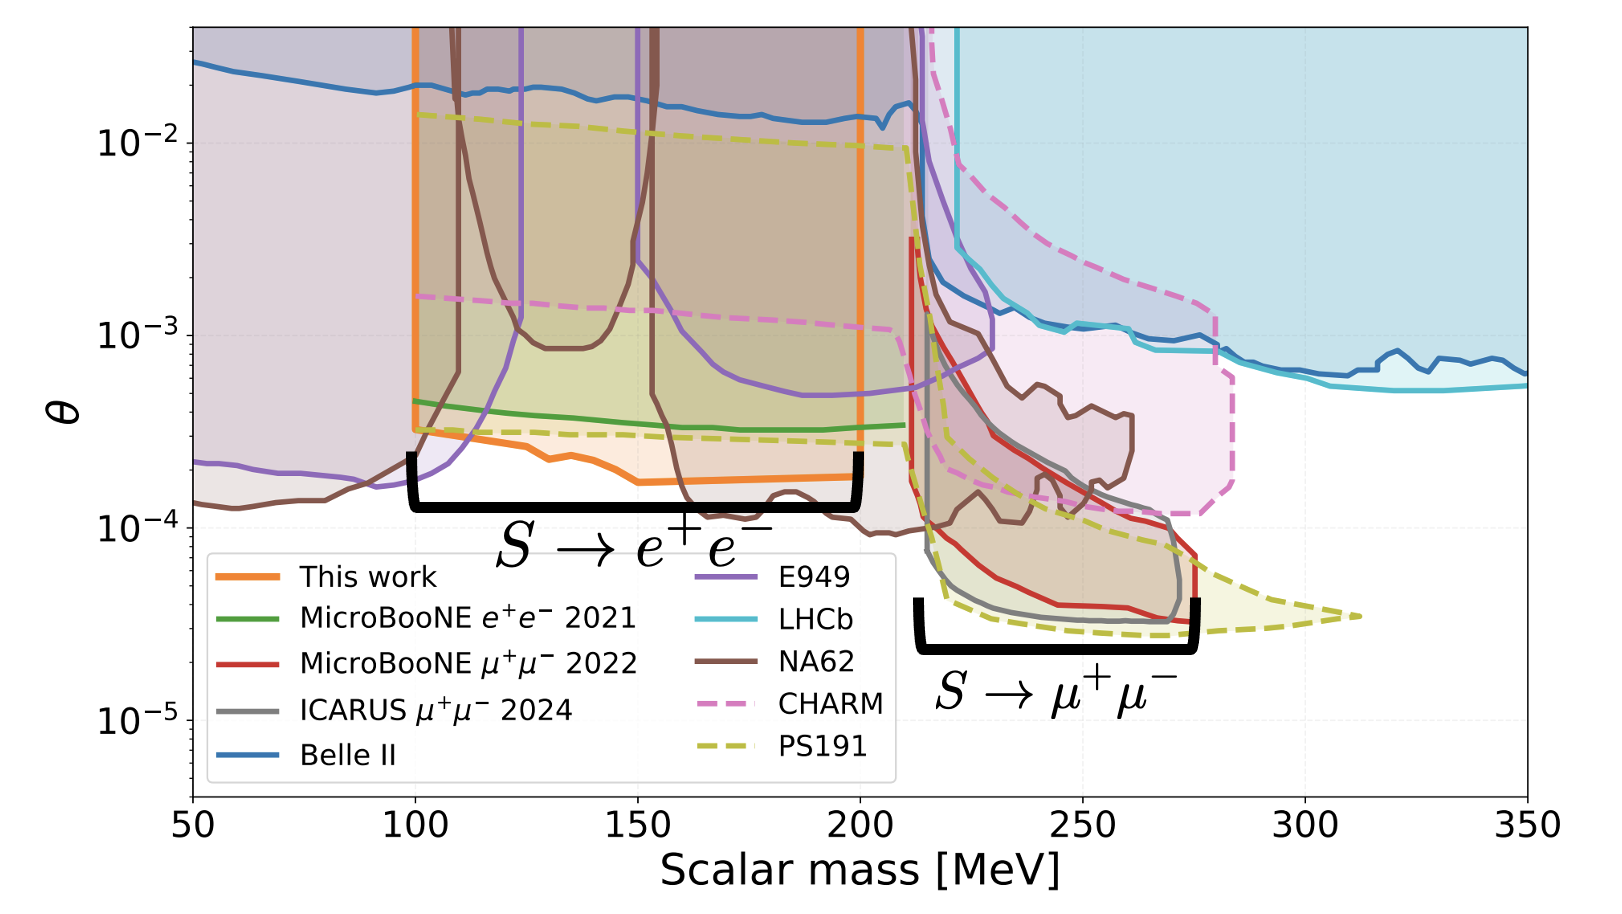 10⁻²
10⁻³
10⁻⁴
10⁻⁵
θ
S → e⁺e⁻
S → μ⁺μ⁻
This work
MicroBooNE e⁺e⁻ 2021
MicroBooNE μ⁺μ⁻ 2022
ICARUS μ⁺μ⁻ 2024
Belle II
E949
LHCb
NA62
CHARM
PS191
50 100 150 200 250 300 350
Scalar mass [MeV]